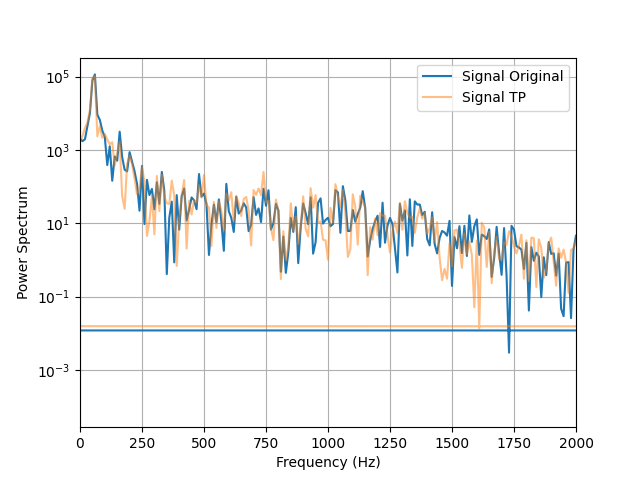 Signal Original
Signal TP
Power Spectrum
10^5
10^3
10^1
10^−1
10^−3
0 250 500 750 1000 1250 1500 1750 2000
Frequency (Hz)